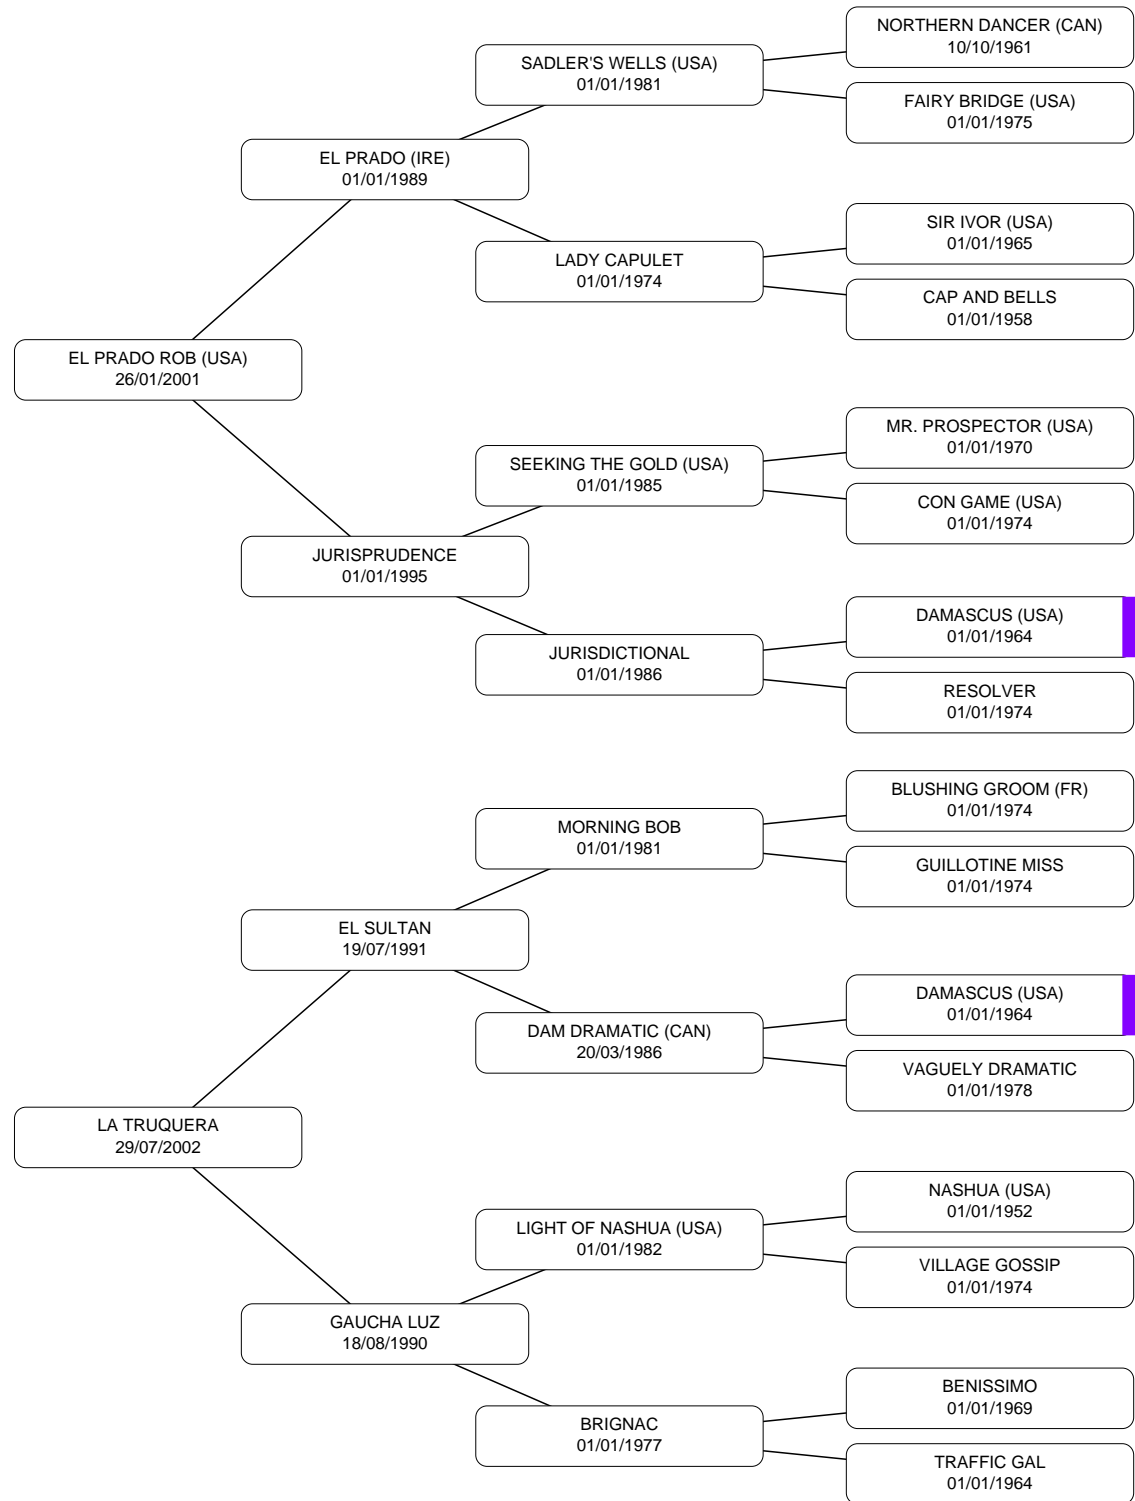 NORTHERN DANCER (CAN)
10/10/1961
SADLER'S WELLS (USA)
01/01/1981
FAIRY BRIDGE (USA)
01/01/1975
EL PRADO (IRE)
01/01/1989
SIR IVOR (USA)
01/01/1965
LADY CAPULET
01/01/1974
CAP AND BELLS
01/01/1958
EL PRADO ROB (USA)
26/01/2001
MR. PROSPECTOR (USA)
01/01/1970
SEEKING THE GOLD (USA)
01/01/1985
CON GAME (USA)
01/01/1974
JURISPRUDENCE
01/01/1995
DAMASCUS (USA)
01/01/1964
JURISDICTIONAL
01/01/1986
RESOLVER
01/01/1974
BLUSHING GROOM (FR)
01/01/1974
MORNING BOB
01/01/1981
GUILLOTINE MISS
01/01/1974
EL SULTAN
19/07/1991
DAMASCUS (USA)
01/01/1964
DAM DRAMATIC (CAN)
20/03/1986
VAGUELY DRAMATIC
01/01/1978
LA TRUQUERA
29/07/2002
NASHUA (USA)
01/01/1952
LIGHT OF NASHUA (USA)
01/01/1982
VILLAGE GOSSIP
01/01/1974
GAUCHA LUZ
18/08/1990
BENISSIMO
01/01/1969
BRIGNAC
01/01/1977
TRAFFIC GAL
01/01/1964